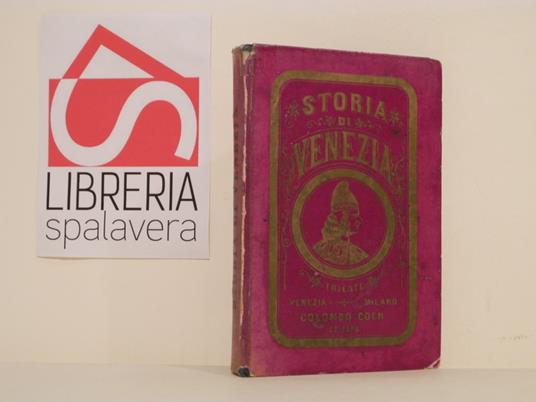 LIBRERIA
spalavera
STORIA
DI
VENEZIA
TRIESTE
VENEZIA MILANO
COLOMBO COEN